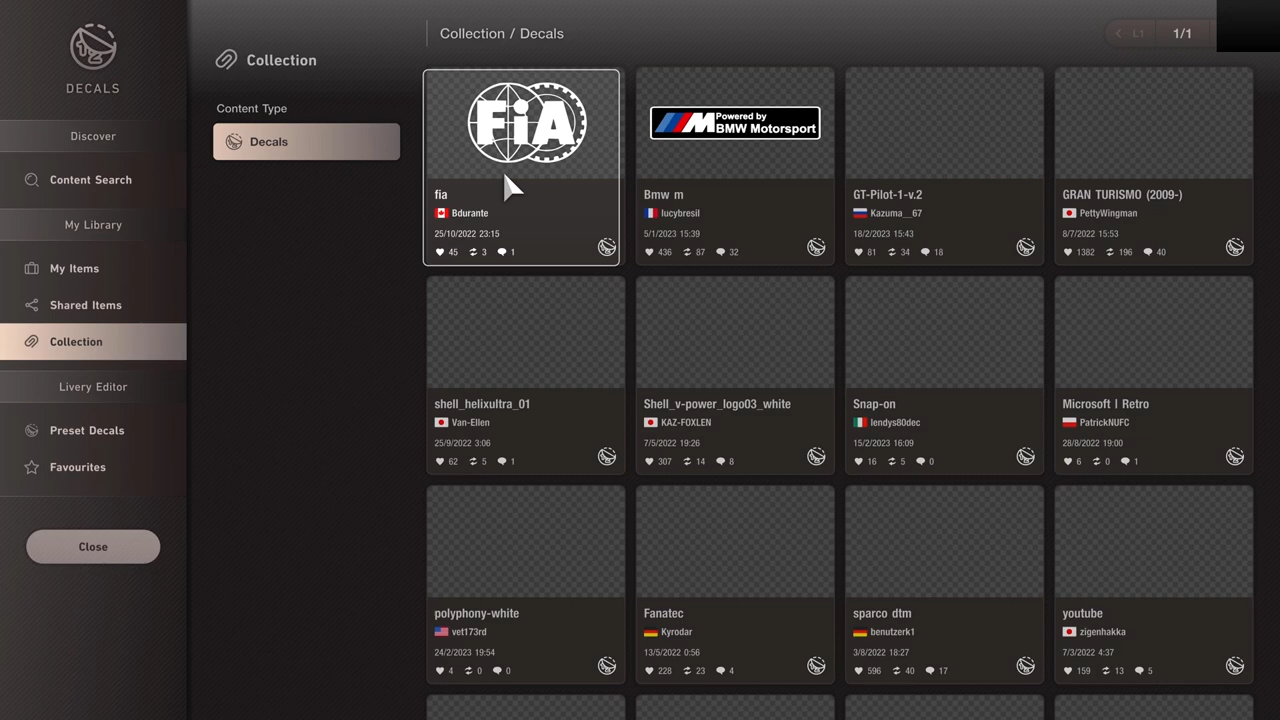 DECALS
Discover
Content Search
My Library
My Items
Shared Items
Collection
Livery Editor
Preset Decals
Favourites
Close
Collection
Content Type
Decals
Collection / Decals
L1
1/1
FiA
fia
Bdurante
25/10/2022 23:15
45 3 1
M Powered by
BMW Motorsport
Bmw m
lucybresil
5/1/2023 15:39
436 87 32
GT-Pilot-1-v.2
Kazuma__67
18/2/2023 15:43
81 34 18
GRAN TURISMO (2009-)
PettyWingman
8/7/2022 15:53
1382 196 40
shell_helixultra_01
Van-Ellen
25/9/2022 3:06
62 5 1
Shell_v-power_logo03_white
KAZ-FOXLEN
7/5/2022 19:26
307 14 8
Snap-on
lendys80dec
15/2/2023 16:09
16 5 0
Microsoft | Retro
PatrickNUFC
28/8/2022 19:00
6 0 1
polyphony-white
vet173rd
24/2/2023 19:54
4 0 0
Fanatec
Kyrodar
13/5/2022 0:56
228 23 4
sparco dtm
benutzerk1
3/8/2022 18:27
596 40 17
youtube
zigenhakka
7/3/2022 4:37
159 13 5